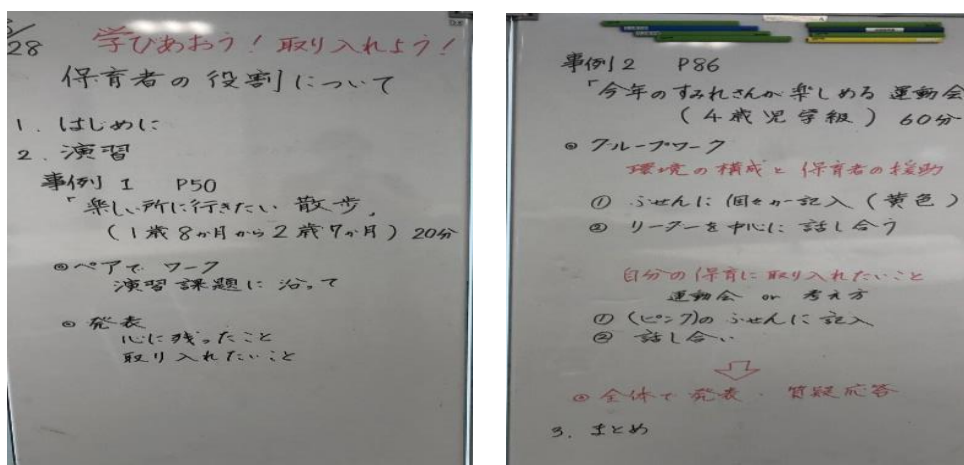 /28
学びあおう！取り入れよう！
保育者の役割について
1. はじめに
2. 演習
事例1 P50
「楽しい所に行きたい 散歩」
(1歳8か月から2歳7か月) 20分
◎ペアで ワーク
演習課題に沿って
◎発表
心に残ったこと
取り入れたいこと
事例2 P86
「今年のすみれさんが楽しめる 運動会
(4歳児学級) 60分
◎グループワーク
環境の構成と保育者の援助
① ふせんに個々が記入(黄色)
② リーダーを中心に話し合う
自分の保育に取り入れたいこと
運動会 or 考え方
① (ピンク)のふせんに記入
② 話し合い
◎全体で発表・質疑応答
3. まとめ